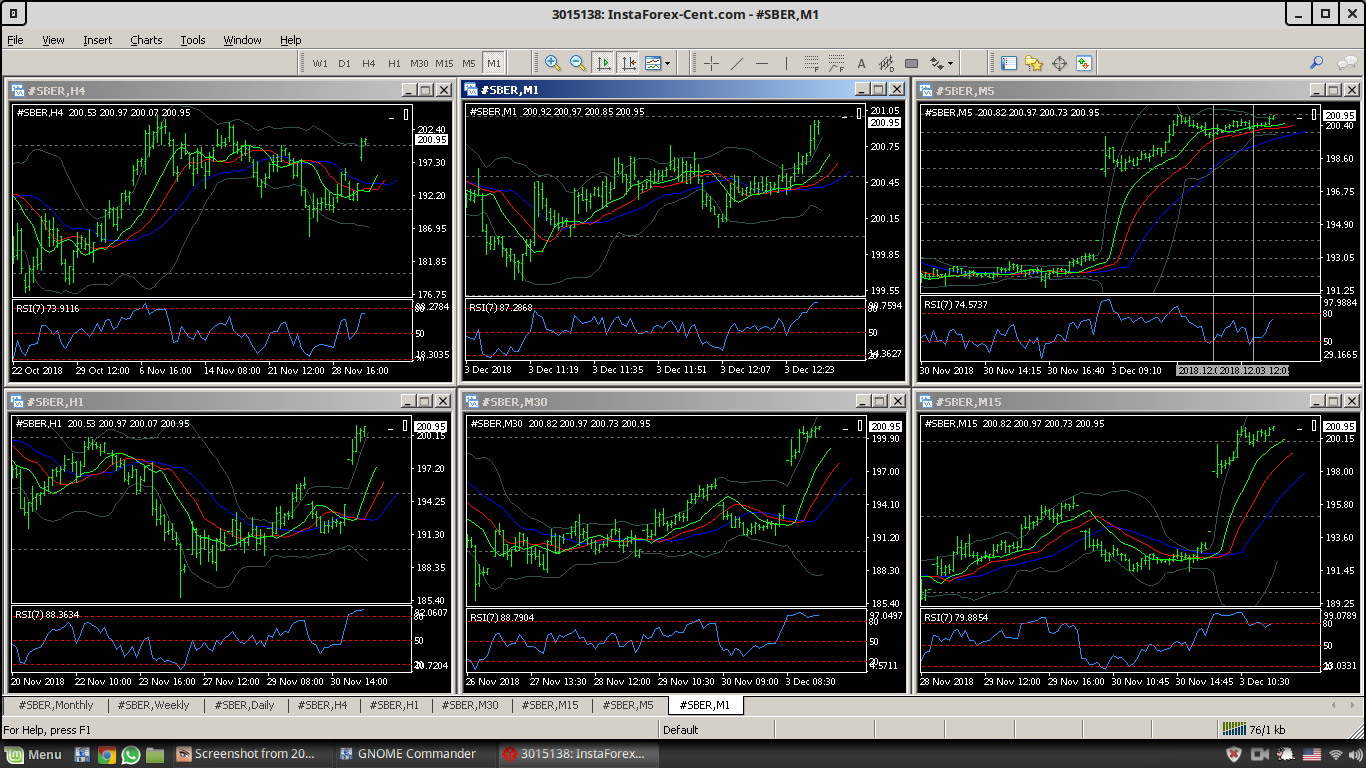 3015138: InstaForex-Cent.com - #SBER,M1
File View Insert Charts Tools Window Help
W1 D1 H4 H1 M30 M15 M5 M1
#SBER,H4
#SBER,H4 200.53 200.97 200.07 200.95
202.40
200.95
197.30
192.20
186.95
181.85
176.75
RSI(7) 73.9116
80
50
18.3035
22 Oct 2018 29 Oct 12:00 6 Nov 16:00 14 Nov 08:00 21 Nov 12:00 28 Nov 16:00
#SBER,M1
#SBER,M1 200.92 200.97 200.85 200.95
201.05
200.95
200.75
200.45
200.15
199.85
199.55
RSI(7) 87.2868
90.7594
80
50
14.3627
3 Dec 2018 3 Dec 11:19 3 Dec 11:35 3 Dec 11:51 3 Dec 12:07 3 Dec 12:23
#SBER,M5
#SBER,M5 200.82 200.97 200.73 200.95
200.95
200.40
198.60
196.75
194.90
193.05
191.25
RSI(7) 74.5737
97.9884
80
50
29.1665
30 Nov 2018 30 Nov 14:15 30 Nov 16:40 3 Dec 09:10 2018.12.0 2018.12.03 12:0
#SBER,H1
#SBER,H1 200.53 200.97 200.07 200.95
200.95
200.15
197.20
194.25
191.30
188.35
185.40
RSI(7) 88.3634
92.0607
80
50
20
20 Nov 2018 22 Nov 10:00 23 Nov 16:00 27 Nov 12:00 28 Nov 18:00 30 Nov 14:00
#SBER,M30
#SBER,M30 200.82 200.97 200.73 200.95
200.95
199.90
197.00
194.10
191.20
188.30
185.40
RSI(7) 88.7904
97.0497
80
50
20
26 Nov 2018 27 Nov 13:30 28 Nov 12:00 29 Nov 10:30 30 Nov 09:00 3 Dec 08:30
#SBER,M15
#SBER,M15 200.82 200.97 200.73 200.95
200.95
200.15
198.00
195.80
193.60
191.45
189.25
RSI(7) 79.8854
99.0789
80
50
28 Nov 2018 29 Nov 12:00 29 Nov 16:00 30 Nov 10:45 30 Nov 14:45 3 Dec 10:30
#SBER,Monthly #SBER,Weekly #SBER,Daily #SBER,H4 #SBER,H1 #SBER,M30 #SBER,M15 #SBER,M5 #SBER,M1
For Help, press F1 Default 76/1 kb
Menu Screenshot from 20... GNOME Commander 3015138: InstaForex...